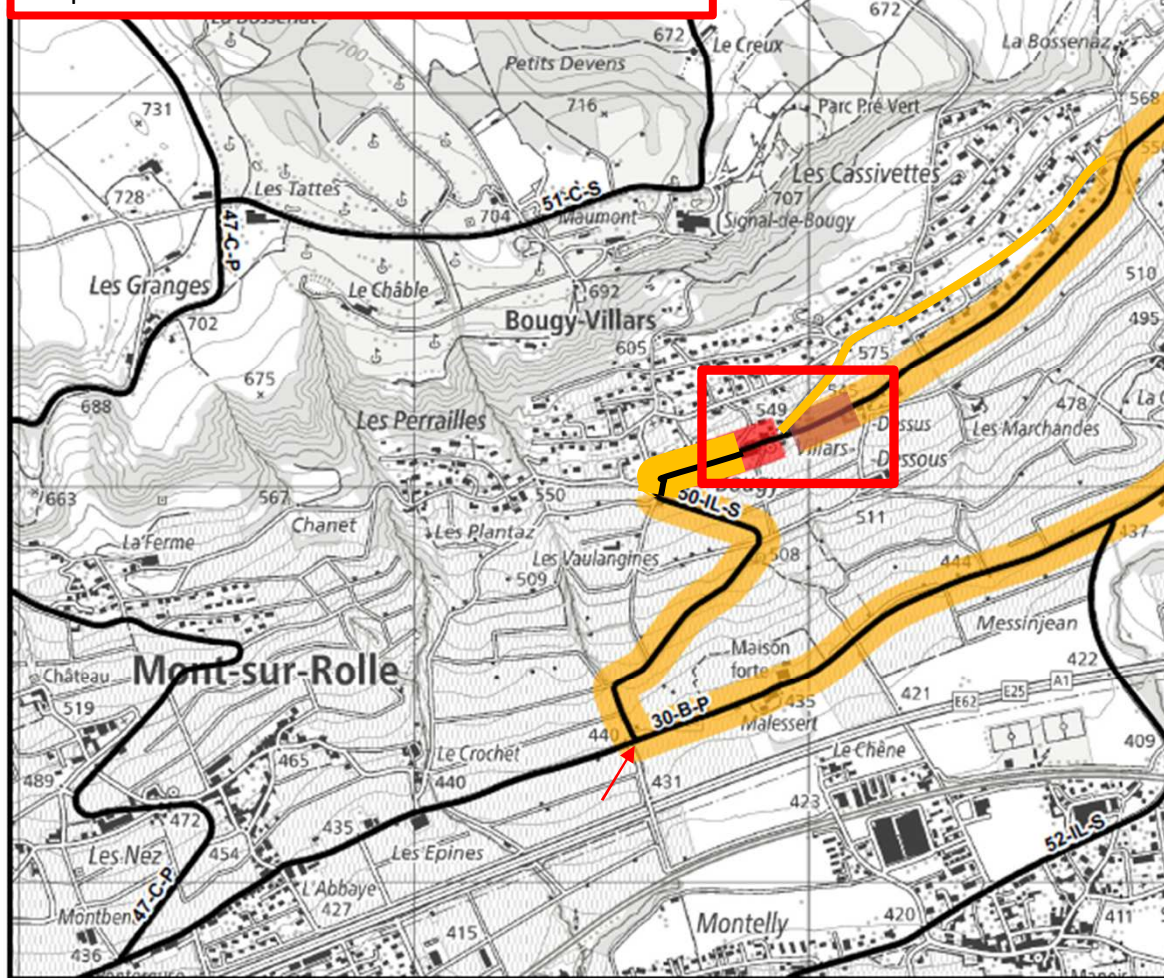 672
La Bossenaz
672
Le Creux
Petits Devens
700
731
716
568
Parc Pré Vert
Les Cassivettes
Les Tattes
728
51-C-S
707
704
Maumont
Signal-de-Bougy
47-C-P
510
Les Granges
Le Châble
692
495
702
Bougy-Villars
605
575
675
688
Les Perrailles
549
478
-Dessus
Les Marchandes
Villars-
-Dessous
Bougy-
663
567
550
50-IL-S
Chanet
511
La Ferme
Les Plantaz
Les Vaulangines
508
437
509
444
Messinjean
Maison
forte
Mont-sur-Rolle
422
Château
519
421
E62
E25
A1
30-B-P
435
Malessert
440
Le Crochet
Le Chêne
409
465
440
431
489
423
472
435
52-IL-S
Les Nez
454
Les Epines
47-C-P
L'Abbaye
427
Montben
Montelly
420
411
415
436